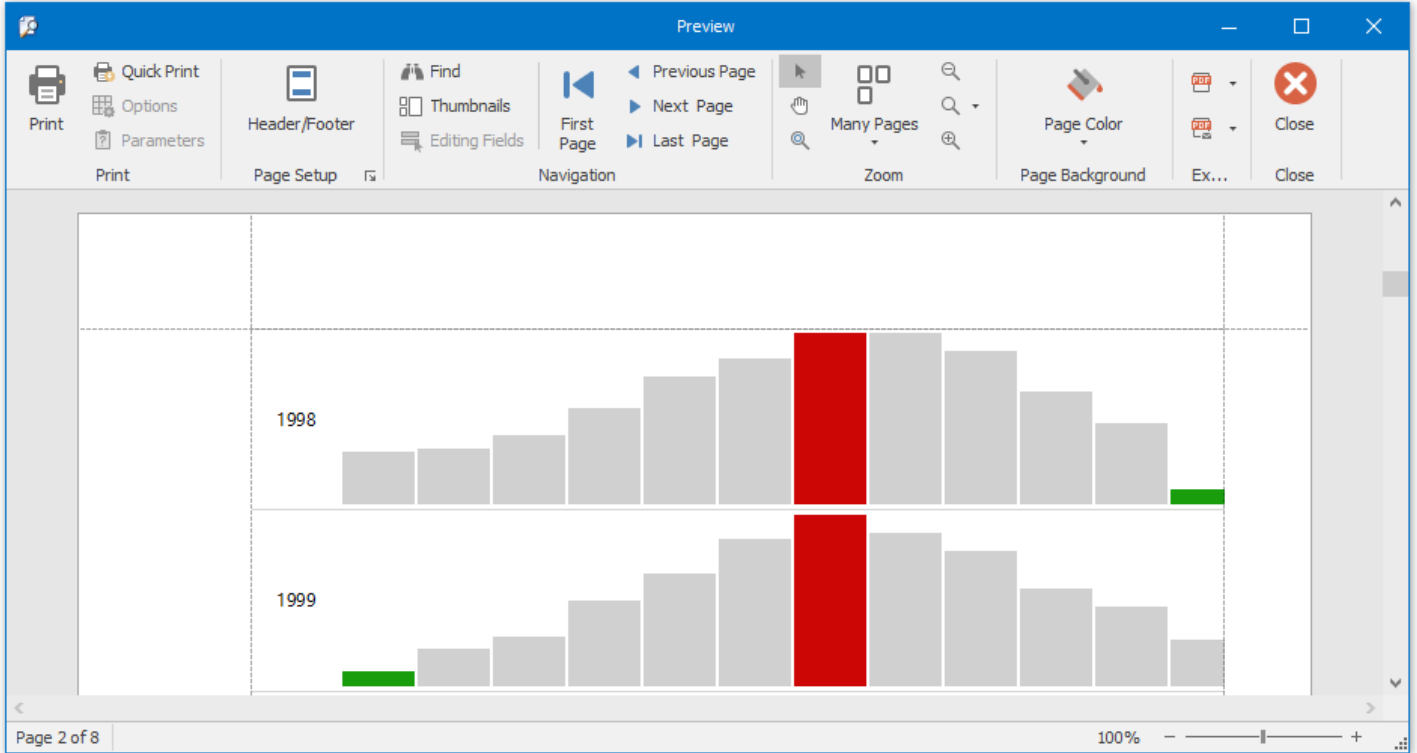 Preview
Print
Quick Print
Options
Parameters
Print
Header/Footer
Page Setup
Find
Thumbnails
Editing Fields
First
Page
Previous Page
Next Page
Last Page
Navigation
Many Pages
Zoom
Page Color
Page Background
PDF
PDF
Ex...
Close
Close
1998
1999
Page 2 of 8
100%